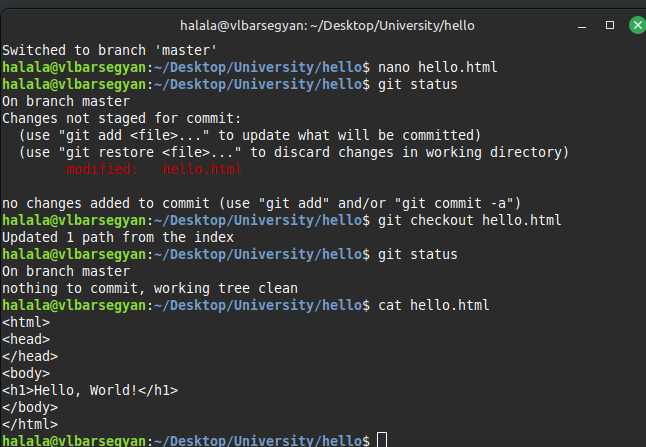 halala@vlbarsegyan: ~/Desktop/University/hello
Switched to branch 'master'
halala@vlbarsegyan:~/Desktop/University/hello$ nano hello.html
halala@vlbarsegyan:~/Desktop/University/hello$ git status
On branch master
Changes not staged for commit:
  (use "git add <file>..." to update what will be committed)
  (use "git restore <file>..." to discard changes in working directory)
        modified:   hello.html

no changes added to commit (use "git add" and/or "git commit -a")
halala@vlbarsegyan:~/Desktop/University/hello$ git checkout hello.html
Updated 1 path from the index
halala@vlbarsegyan:~/Desktop/University/hello$ git status
On branch master
nothing to commit, working tree clean
halala@vlbarsegyan:~/Desktop/University/hello$ cat hello.html
<html>
<head>
</head>
<body>
<h1>Hello, World!</h1>
</body>
</html>
halala@vlbarsegyan:~/Desktop/University/hello$